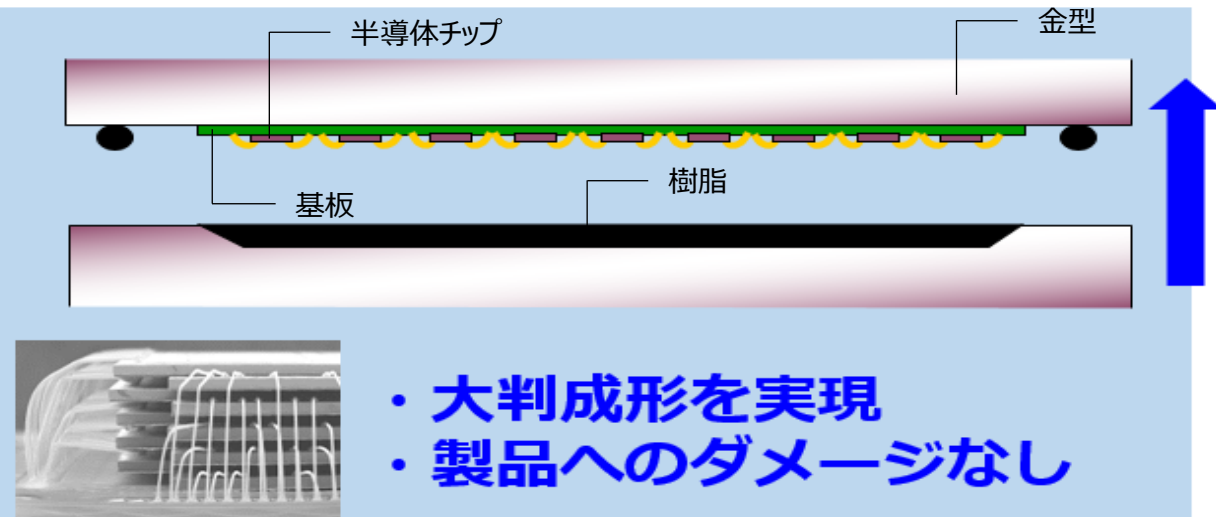 半導体チップ
金型
樹脂
基板
・大判成形を実現
・製品へのダメージなし